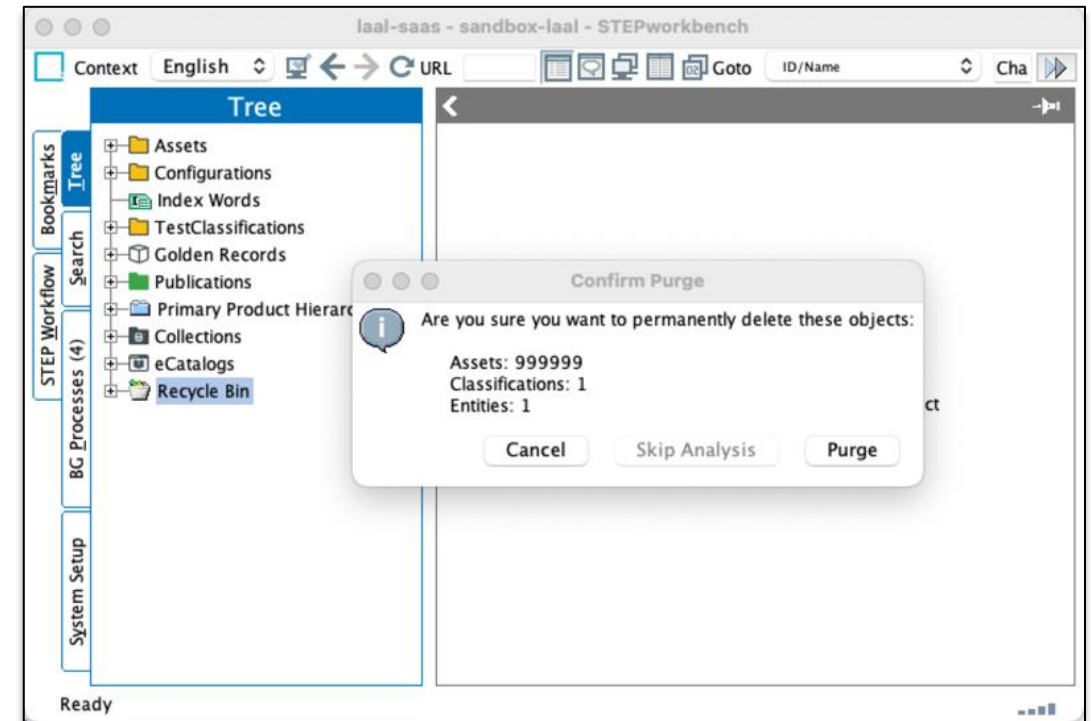 laal-saas - sandbox-laal - STEPworkbench
Context English URL Goto ID/Name Cha
Tree
Bookmarks
STEP Workflow
Tree
Search
BG Processes (4)
System Setup
Assets
Configurations
Index Words
TestClassifications
Golden Records
Publications
Primary Product Hierarc
Collections
eCatalogs
Recycle Bin
Confirm Purge
Are you sure you want to permanently delete these objects:
Assets: 999999
Classifications: 1
Entities: 1
ct
Cancel Skip Analysis Purge
Ready